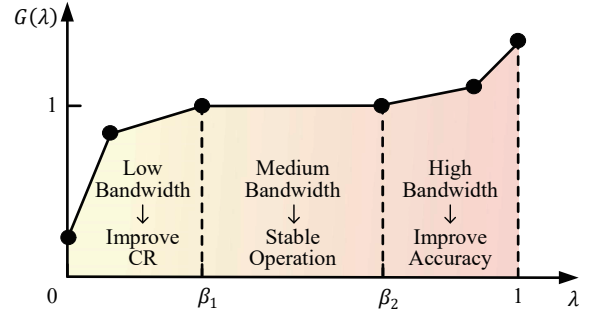 G(λ)
1
Low
Bandwidth
↓
Improve
CR
Medium
Bandwidth
↓
Stable
Operation
High
Bandwidth
↓
Improve
Accuracy
0
β₁
β₂
1
λ